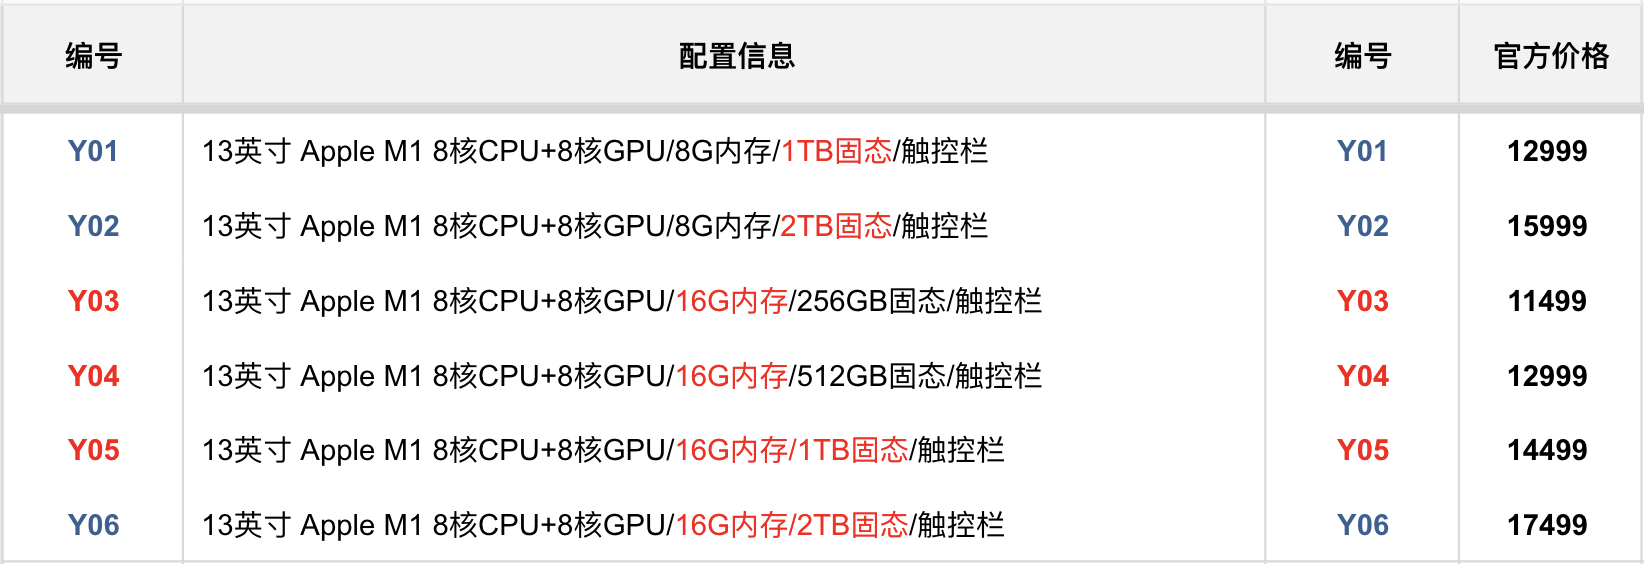 编号 配置信息 编号 官方价格
Y01 13英寸 Apple M1 8核CPU+8核GPU/8G内存/1TB固态/触控栏 Y01 12999
Y02 13英寸 Apple M1 8核CPU+8核GPU/8G内存/2TB固态/触控栏 Y02 15999
Y03 13英寸 Apple M1 8核CPU+8核GPU/16G内存/256GB固态/触控栏 Y03 11499
Y04 13英寸 Apple M1 8核CPU+8核GPU/16G内存/512GB固态/触控栏 Y04 12999
Y05 13英寸 Apple M1 8核CPU+8核GPU/16G内存/1TB固态/触控栏 Y05 14499
Y06 13英寸 Apple M1 8核CPU+8核GPU/16G内存/2TB固态/触控栏 Y06 17499